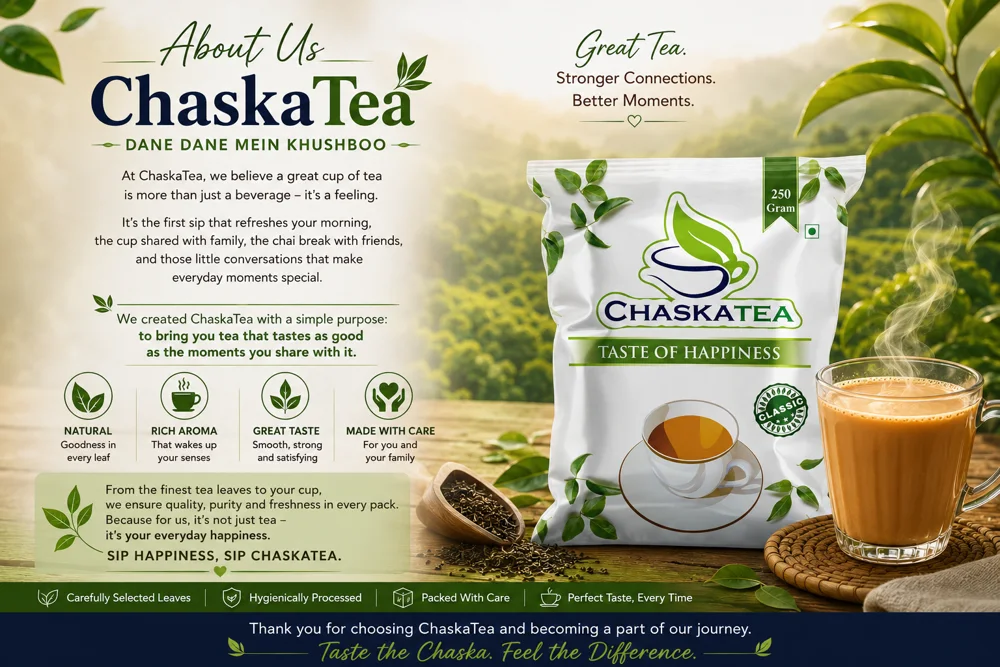 About Us
ChaskaTea
DANE DANE MEIN KHUSHBOO
At ChaskaTea, we believe a great cup of tea
is more than just a beverage – it's a feeling.
It's the first sip that refreshes your morning,
the cup shared with family, the chai break with friends,
and those little conversations that make
everyday moments special.
We created ChaskaTea with a simple purpose:
to bring you tea that tastes as good
as the moments you share with it.
NATURAL
Goodness in
every leaf
RICH AROMA
That wakes up
your senses
GREAT TASTE
Smooth, strong
and satisfying
MADE WITH CARE
For you and
your family
From the finest tea leaves to your cup,
we ensure quality, purity and freshness in every pack.
Because for us, it's not just tea –
it's your everyday happiness.
SIP HAPPINESS, SIP CHASKATEA.
Great Tea.
Stronger Connections.
Better Moments.
250
Gram
CHASKATEA
TASTE OF HAPPINESS
CLASSIC
Carefully Selected Leaves
Hygienically Processed
Packed With Care
Perfect Taste, Every Time
Thank you for choosing ChaskaTea and becoming a part of our journey.
Taste the Chaska. Feel the Difference.